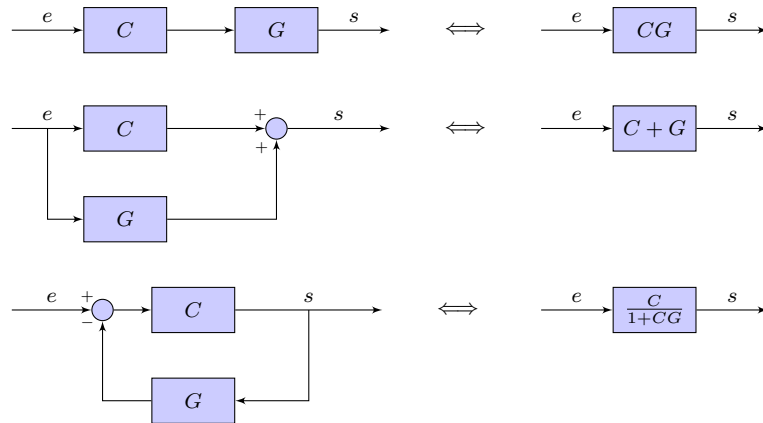 e C G s ⟺ e CG s
e C + + s ⟺ e C + G s
G
e + − C s ⟺ e C/1+CG s
G